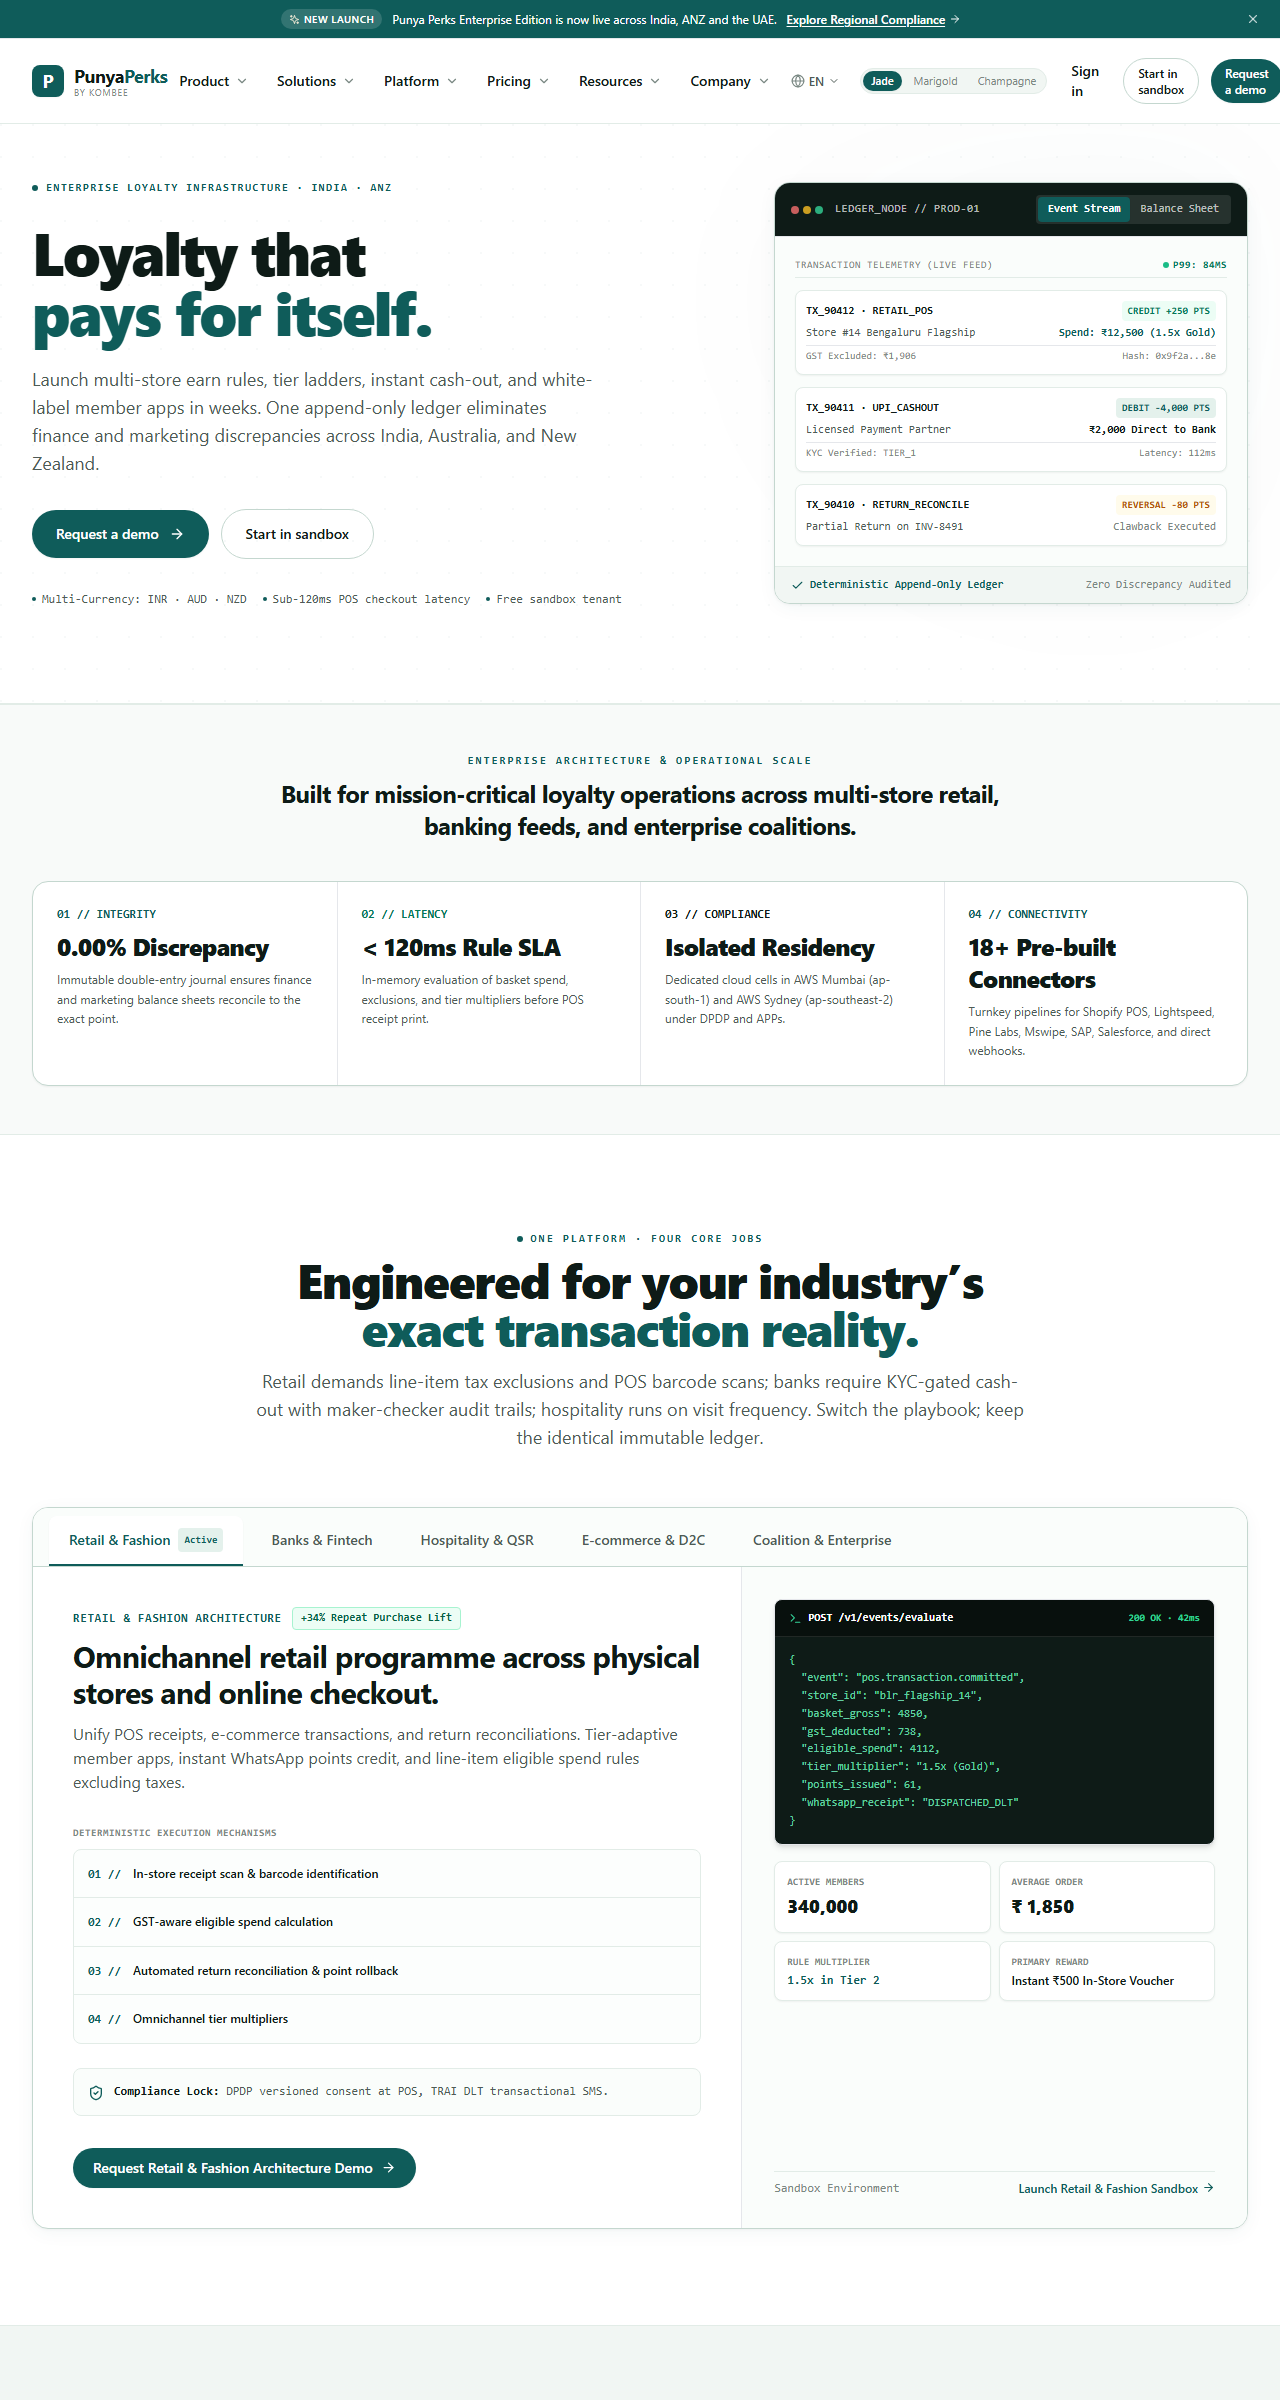 NEW LAUNCH Punya Perks Enterprise Edition is now live across India, ANZ and the UAE. Explore Regional Compliance
P PunyaPerks
BY KOMBEE
Product Solutions Platform Pricing Resources Company EN Jade Marigold Champagne
Sign in
Start in sandbox
Request a demo
ENTERPRISE LOYALTY INFRASTRUCTURE · INDIA · ANZ
Loyalty that
pays for itself.
Launch multi-store earn rules, tier ladders, instant cash-out, and white-
label member apps in weeks. One append-only ledger eliminates
finance and marketing discrepancies across India, Australia, and New
Zealand.
Request a demo
Start in sandbox
Multi-Currency: INR · AUD · NZD
Sub-120ms POS checkout latency
Free sandbox tenant
LEDGER_NODE // PROD-01
Event Stream
Balance Sheet
TRANSACTION TELEMETRY (LIVE FEED)
P99: 84MS
TX_90412 · RETAIL_POS
CREDIT +250 PTS
Store #14 Bengaluru Flagship
Spend: ₹12,500 (1.5x Gold)
GST Excluded: ₹1,906
Hash: 0x9f2a...8e
TX_90411 · UPI_CASHOUT
DEBIT -4,000 PTS
Licensed Payment Partner
₹2,000 Direct to Bank
KYC Verified: TIER_1
Latency: 112ms
TX_90410 · RETURN_RECONCILE
REVERSAL -80 PTS
Partial Return on INV-8491
Clawback Executed
Deterministic Append-Only Ledger
Zero Discrepancy Audited
ENTERPRISE ARCHITECTURE & OPERATIONAL SCALE
Built for mission-critical loyalty operations across multi-store retail,
banking feeds, and enterprise coalitions.
01 // INTEGRITY
0.00% Discrepancy
Immutable double-entry journal ensures finance
and marketing balance sheets reconcile to the
exact point.
02 // LATENCY
< 120ms Rule SLA
In-memory evaluation of basket spend,
exclusions, and tier multipliers before POS
receipt print.
03 // COMPLIANCE
Isolated Residency
Dedicated cloud cells in AWS Mumbai (ap-
south-1) and AWS Sydney (ap-southeast-2)
under DPDP and APPs.
04 // CONNECTIVITY
18+ Pre-built
Connectors
Turnkey pipelines for Shopify POS, Lightspeed,
Pine Labs, Mswipe, SAP, Salesforce, and direct
webhooks.
ONE PLATFORM · FOUR CORE JOBS
Engineered for your industry’s
exact transaction reality.
Retail demands line-item tax exclusions and POS barcode scans; banks require KYC-gated cash-
out with maker-checker audit trails; hospitality runs on visit frequency. Switch the playbook; keep
the identical immutable ledger.
Retail & Fashion Active
Banks & Fintech
Hospitality & QSR
E-commerce & D2C
Coalition & Enterprise
RETAIL & FASHION ARCHITECTURE
+34% Repeat Purchase Lift
Omnichannel retail programme across physical
stores and online checkout.
Unify POS receipts, e-commerce transactions, and return reconciliations. Tier-adaptive
member apps, instant WhatsApp points credit, and line-item eligible spend rules
excluding taxes.
DETERMINISTIC EXECUTION MECHANISMS
01 // In-store receipt scan & barcode identification
02 // GST-aware eligible spend calculation
03 // Automated return reconciliation & point rollback
04 // Omnichannel tier multipliers
Compliance Lock: DPDP versioned consent at POS, TRAI DLT transactional SMS.
Request Retail & Fashion Architecture Demo
POST /v1/events/evaluate
200 OK · 42ms
{
"event": "pos.transaction.committed",
"store_id": "blr_flagship_14",
"basket_gross": 4850,
"gst_deducted": 738,
"eligible_spend": 4112,
"tier_multiplier": "1.5x (Gold)",
"points_issued": 61,
"whatsapp_receipt": "DISPATCHED_DLT"
}
ACTIVE MEMBERS
340,000
AVERAGE ORDER
₹ 1,850
RULE MULTIPLIER
1.5x in Tier 2
PRIMARY REWARD
Instant ₹500 In-Store Voucher
Sandbox Environment
Launch Retail & Fashion Sandbox